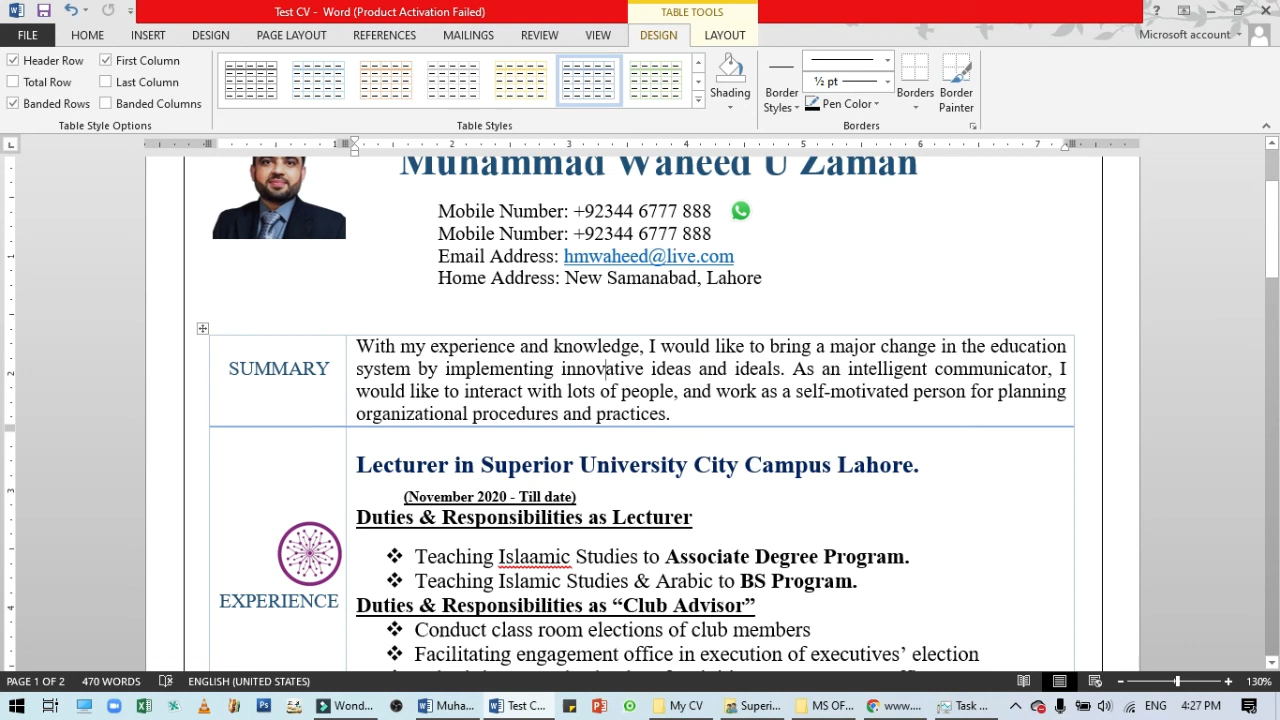 Test CV - Word (Product Activation Failed)
TABLE TOOLS
FILE HOME INSERT DESIGN PAGE LAYOUT REFERENCES MAILINGS REVIEW VIEW DESIGN LAYOUT Microsoft account
Header Row First Column
Total Row Last Column
Banded Rows Banded Columns
Table Style Options
Table Styles
Shading
Border Styles
½ pt
Pen Color
Borders
Border Painter
Borders
1 2 3 4 5 6 7
Muhammad Waheed U Zaman
Mobile Number: +92344 6777 888
Mobile Number: +92344 6777 888
Email Address: hmwaheed@live.com
Home Address: New Samanabad, Lahore
SUMMARY
With my experience and knowledge, I would like to bring a major change in the education
system by implementing innovative ideas and ideals. As an intelligent communicator, I
would like to interact with lots of people, and work as a self-motivated person for planning
organizational procedures and practices.
EXPERIENCE
Lecturer in Superior University City Campus Lahore.
(November 2020 - Till date)
Duties & Responsibilities as Lecturer
❖ Teaching Islaamic Studies to Associate Degree Program.
❖ Teaching Islamic Studies & Arabic to BS Program.
Duties & Responsibilities as “Club Advisor”
❖ Conduct class room elections of club members
❖ Facilitating engagement office in execution of executives’ election
PAGE 1 OF 2 470 WORDS ENGLISH (UNITED STATES) 130%
Wond... Muha... Test C... My CV Superi... MS OF... www.... Task ... ENG 4:27 PM